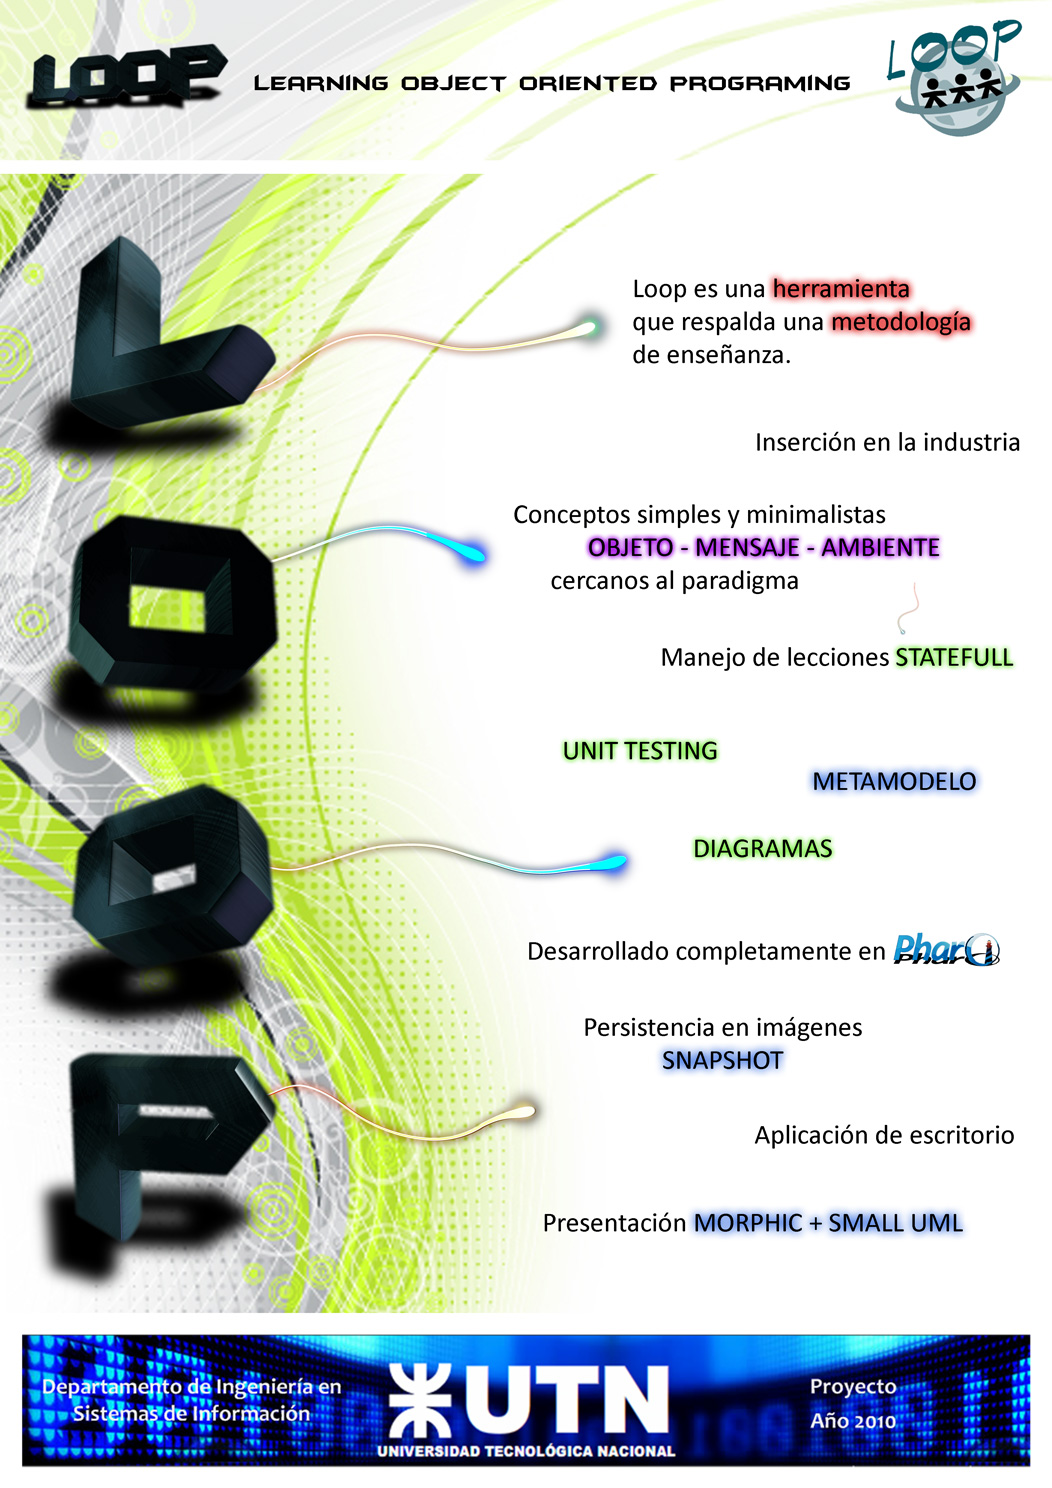 LOOP
LEARNING OBJECT ORIENTED PROGRAMING
LOOP
L
O
O
P
Loop es una herramienta
que respalda una metodología
de enseñanza.
Inserción en la industria
Conceptos simples y minimalistas
OBJETO - MENSAJE - AMBIENTE
cercanos al paradigma
Manejo de lecciones STATEFULL
UNIT TESTING
METAMODELO
DIAGRAMAS
Desarrollado completamente en Pharo
Persistencia en imágenes
SNAPSHOT
Aplicación de escritorio
Presentación MORPHIC + SMALL UML
Departamento de Ingeniería en
Sistemas de Información
UTN
UNIVERSIDAD TECNOLÓGICA NACIONAL
Proyecto
Año 2010